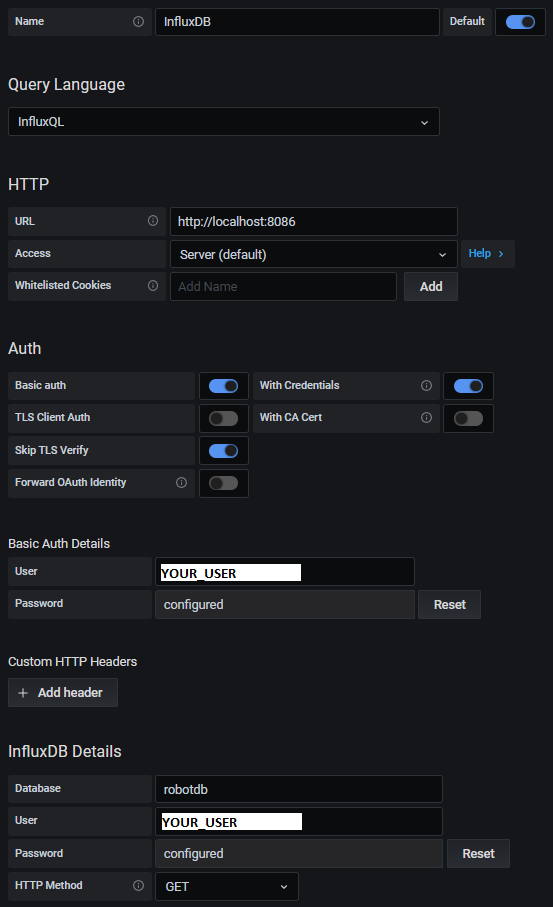 Name InfluxDB Default
Query Language
InfluxQL
HTTP
URL http://localhost:8086
Access Server (default) Help >
Whitelisted Cookies Add Name Add
Auth
Basic auth With Credentials
TLS Client Auth With CA Cert
Skip TLS Verify
Forward OAuth Identity
Basic Auth Details
User YOUR_USER
Password configured Reset
Custom HTTP Headers
+ Add header
InfluxDB Details
Database robotdb
User YOUR_USER
Password configured Reset
HTTP Method GET